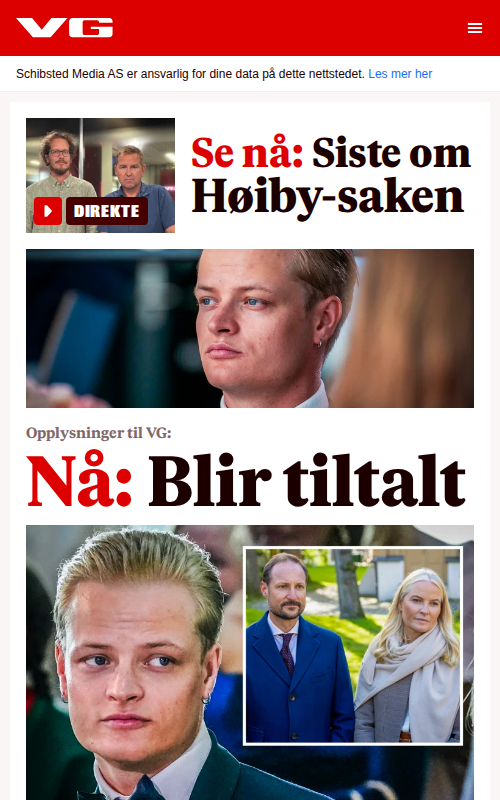 VG
Schibsted Media AS er ansvarlig for dine data på dette nettstedet. Les mer her
DIREKTE
Se nå: Siste om
Høiby-saken
Opplysninger til VG:
Nå: Blir tiltalt